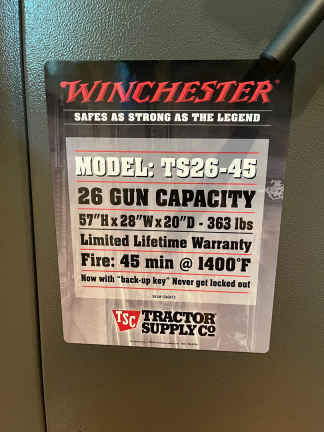 WINCHESTER®
SAFES AS STRONG AS THE LEGEND
MODEL: TS26-45
26 GUN CAPACITY
57"H x 28"W x 20"D - 363 lbs
Limited Lifetime Warranty
Fire: 45 min @ 1400°F
Now with "back-up key" Never get locked out
TSC TRACTOR
SUPPLY Co